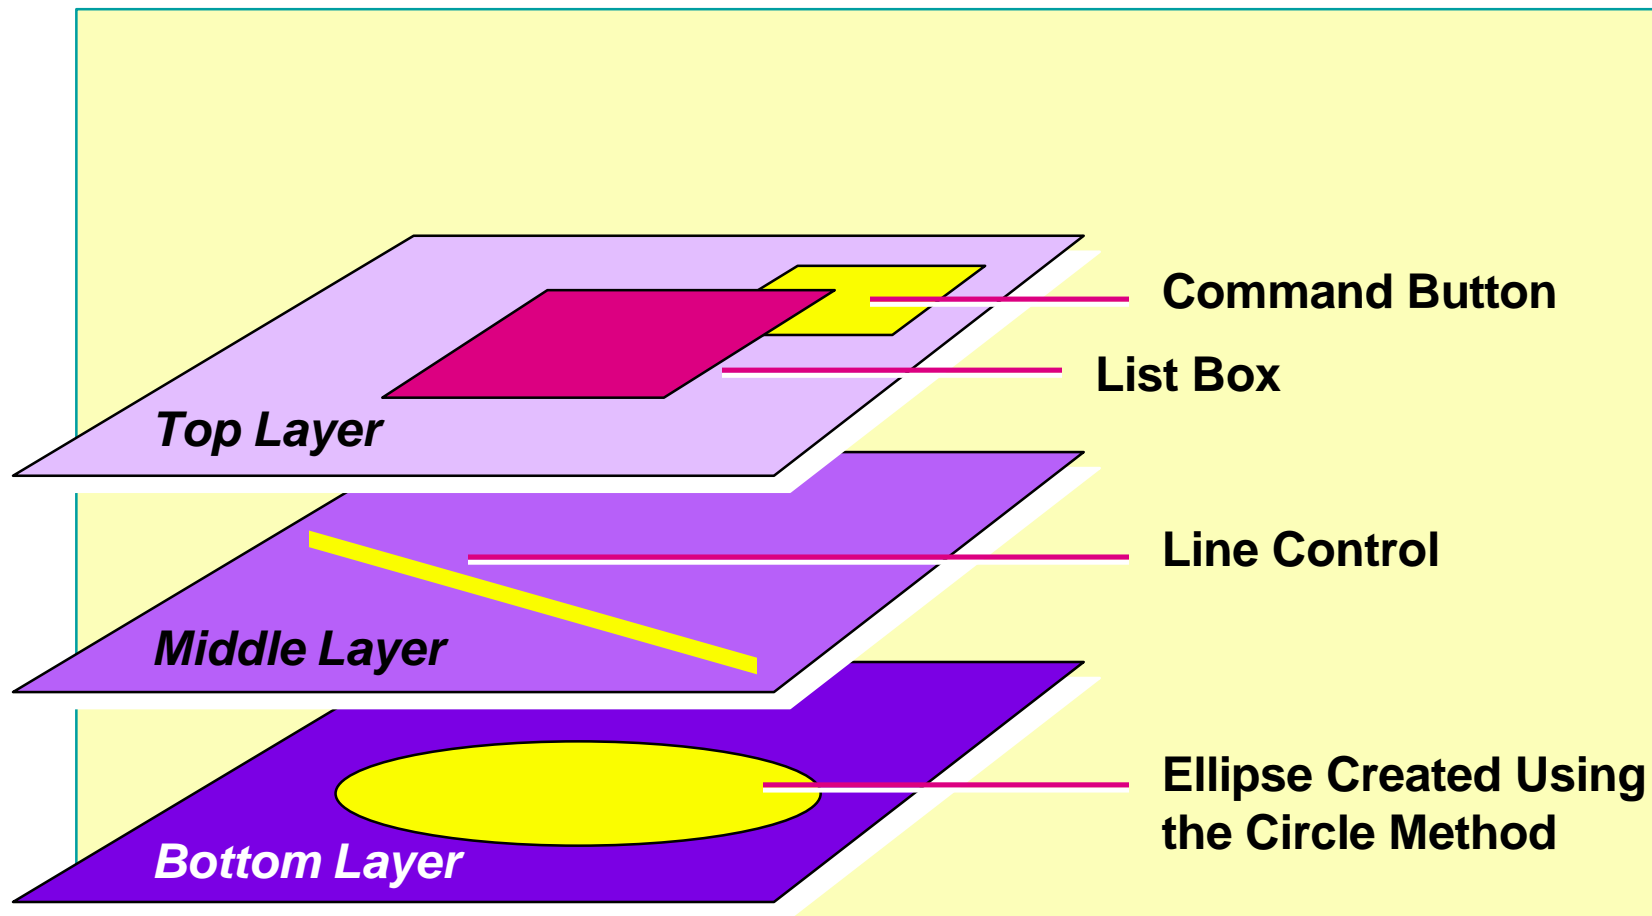 Command Button
List Box
Top Layer
Line Control
Middle Layer
Ellipse Created Using
the Circle Method
Bottom Layer